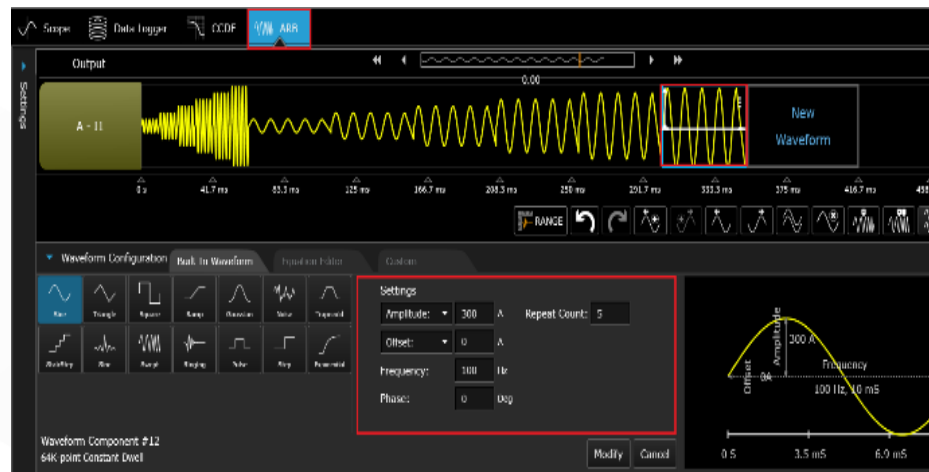 Scope Data Logger CCDF ARB
Output
Settings
0.00
A - I1
New
Waveform
0 s 41.7 ms 83.3 ms 125 ms 166.7 ms 208.3 ms 250 ms 291.7 ms 333.3 ms 375 ms 416.7 ms
RANGE
Waveform Configuration Built In Waveform Equation Editor Custom
Sine Triangle Square Ramp Gaussian Noise Trapezoid
Sinc Swept Ringing Pulse Step Exponential
Settings
Amplitude: 300 A Repeat Count: 5
Offset: 0 A
Frequency: 100 Hz
Phase: 0 Deg
Amplitude
300 A
Offset
0A
Frequency
100 Hz, 10 mS
0 S 3.5 mS 6.9 mS
Waveform Component #12
64K point Constant Dwell
Modify Cancel